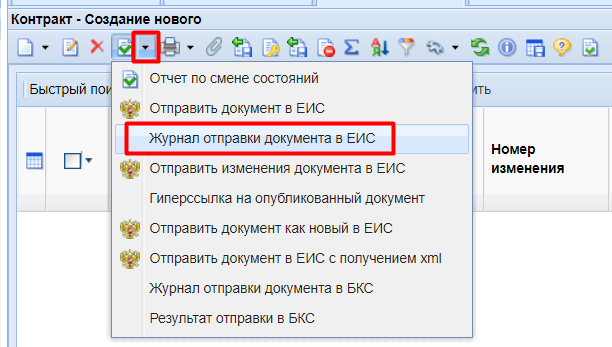 Контракт - Создание нового
Отчет по смене состояний
Быстрый пои
ить
Отправить документ в ЕИС
Журнал отправки документа в ЕИС
Номер
изменения
Отправить изменения документа в ЕИС
Гиперссылка на опубликованный документ
Отправить документ как новый в ЕИС
Отправить документ в ЕИС с получением xml
Журнал отправки документа в БКС
Результат отправки в БКС